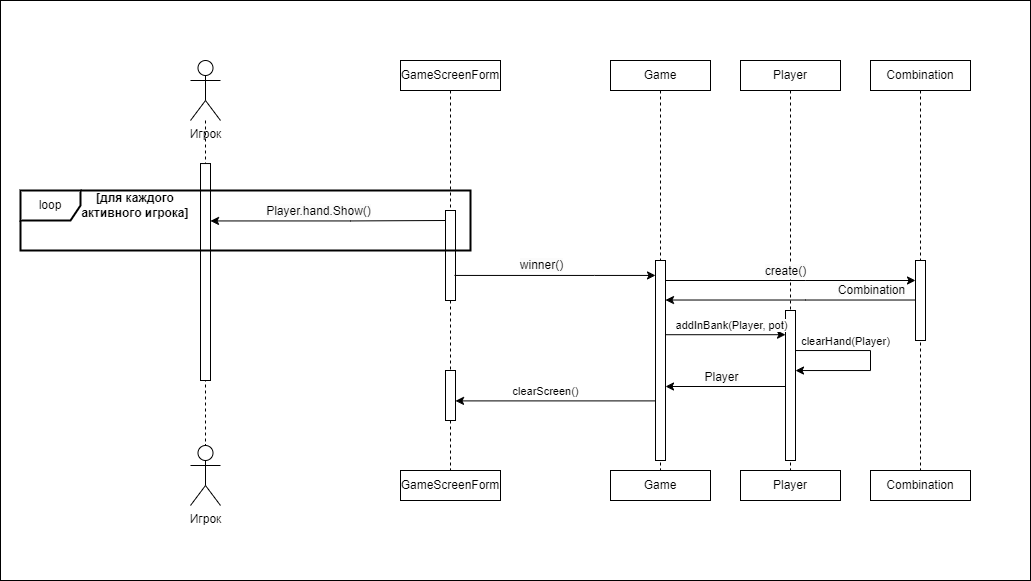 GameScreenForm
Game
Player
Combination
Игрок
loop
[для каждого
активного игрока]
Player.hand.Show()
winner()
create()
Combination
addInBank(Player, pot)
clearHand(Player)
Player
clearScreen()
Игрок
GameScreenForm
Game
Player
Combination